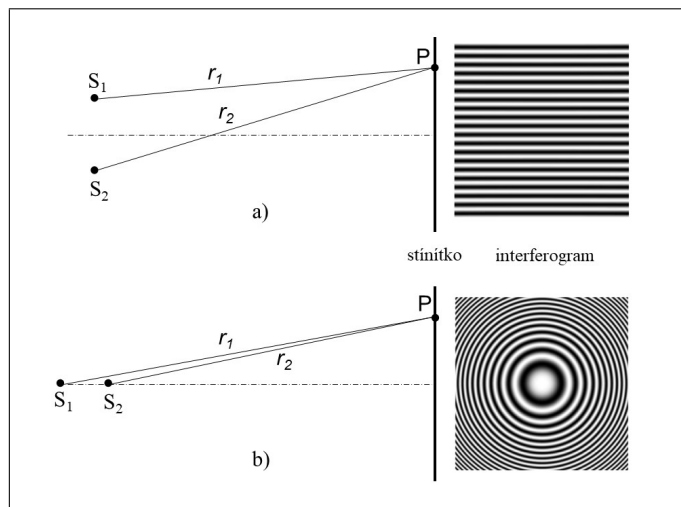 P
S1
r1
r2
S2
a)
stínítko interferogram
P
r1
r2
S1 S2
b)